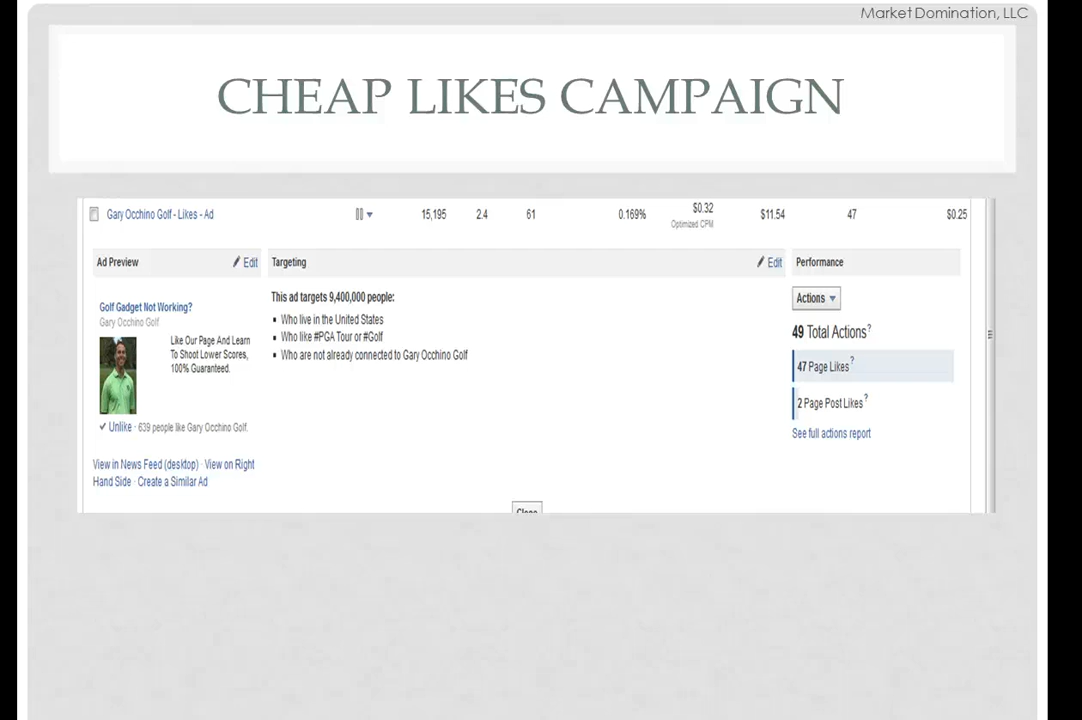 Market Domination, LLC
CHEAP LIKES CAMPAIGN
Gary Occhino Golf - Likes - Ad 15,195 2.4 61 0.169% $0.32 $11.54 47 $0.25
Optimized CPM
Ad Preview Edit Targeting Edit Performance
This ad targets 9,400,000 people:
Who live in the United States
Who like #PGA Tour or #Golf
Who are not already connected to Gary Occhino Golf
Golf Gadget Not Working?
Gary Occhino Golf
Like Our Page And Learn
To Shoot Lower Scores,
100% Guaranteed.
Unlike · 639 people like Gary Occhino Golf.
View in News Feed (desktop) · View on Right
Hand Side · Create a Similar Ad
Actions
49 Total Actions?
47 Page Likes?
2 Page Post Likes?
See full actions report
Close